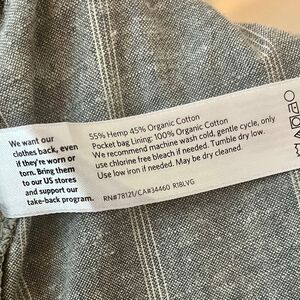 We want our
clothes back, even
if they're worn or
torn. Bring them
to our US stores
and support our
take-back program.
55% Hemp 45% Organic Cotton
Pocket bag Lining: 100% Organic Cotton
We recommend machine wash cold, gentle cycle, only
use chlorine free bleach if needed. Tumble dry low.
Use low iron if needed. May be dry cleaned.
RN#78121/CA#34460 R18LVG